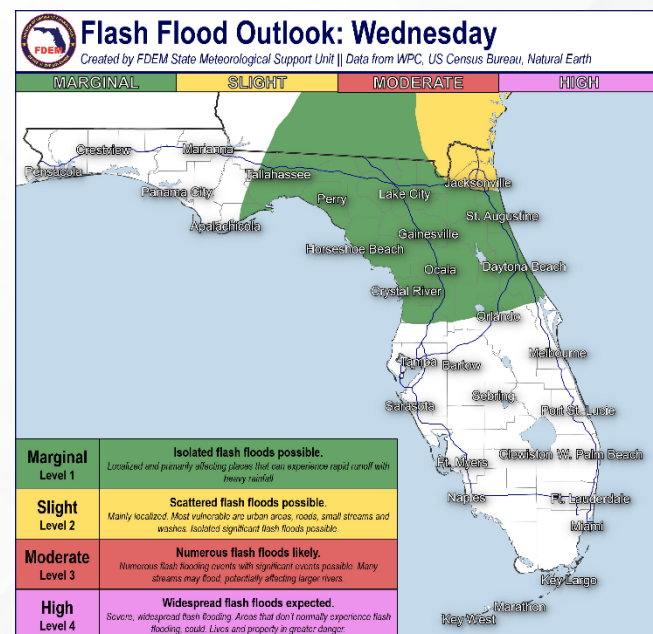 Flash Flood Outlook: Wednesday
Created by FDEM State Meteorological Support Unit || Data from WPC, US Census Bureau, Natural Earth
FDEM
MARGINAL SLIGHT MODERATE HIGH
Crestview
Marianna
Pensacola
Tallahassee
Jacksonville
Panama City
Perry
Lake City
Apalachicola
St. Augustine
Gainesville
Horseshoe Beach
Ocala
Daytona Beach
Crystal River
Orlando
Melbourne
Tampa
Bartow
Sebring
Sarasota
Port St. Lucie
Clewiston
W. Palm Beach
Ft. Myers
Naples
Ft. Lauderdale
Miami
Key Largo
Marathon
Key West
Marginal
Level 1
Isolated flash floods possible.
Localized and primarily affecting places that can experience rapid runoff with
heavy rainfall
Slight
Level 2
Scattered flash floods possible.
Mainly localized. Most vulnerable are urban areas, roads, small streams and
washes. Isolated significant flash floods possible.
Moderate
Level 3
Numerous flash floods likely.
Numerous flash flooding events with significant events possible. Many
streams may flood, potentially affecting larger rivers.
High
Level 4
Widespread flash floods expected.
Severe, widespread flash flooding. Areas that don't normally experience flash
flooding, could. Lives and property in greater danger.